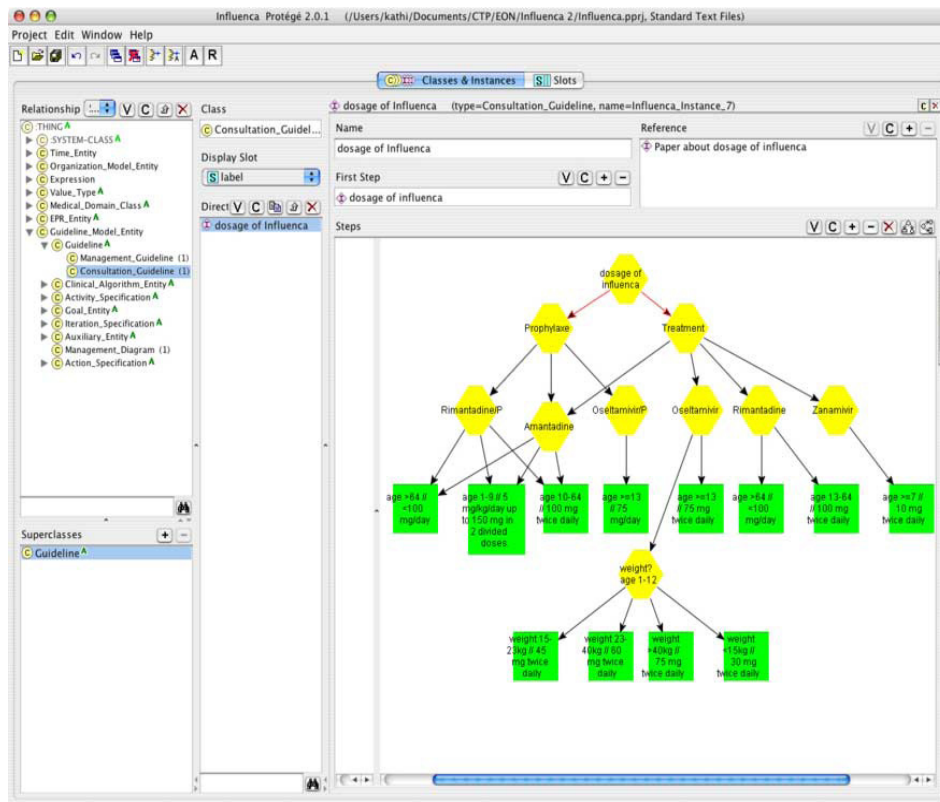 Influenca Protégé 2.0.1 (/Users/kathi/Documents/CTP/EON/Influenca 2/Influenca.pprj, Standard Text Files)
Project Edit Window Help
A R
Classes & Instances
S Slots
Relationship
V C
:THING A
:SYSTEM-CLASS A
Time_Entity
Organization_Model_Entity
Expression
Value_Type A
Medical_Domain_Class A
EPR_Entity A
Guideline_Model_Entity
Guideline A
Management_Guideline (1)
Consultation_Guideline (1)
Clinical_Algorithm_Entity A
Activity_Specification A
Goal_Entity A
Iteration_Specification A
Auxiliary_Entity A
Management_Diagram (1)
Action_Specification A
Superclasses
+ −
C Guideline A
Class
C Consultation_Guidel...
Display Slot
S label
Direct V C
dosage of Influenca
dosage of Influenca (type=Consultation_Guideline, name=Influenca_Instance_7)
C X
Name
dosage of Influenca
First Step
V C + −
dosage of influenca
Reference
V C + −
Paper about dosage of influenca
Steps
V C + −
dosage of
influenca
Prophylaxe
Treatment
Rimantadine/P
Amantadine
Oseltamivir/P
Oseltamivir
Rimantadine
Zanamivir
age >64 //
<100
mg/day
age 1-9 // 5
mg/kg/day up
to 150 mg in
2 divided
doses
age 10-64
// 100 mg
twice daily
age >=13
// 75
mg/day
age >=13
// 75 mg
twice daily
age >64 //
<100
mg/day
age 13-64
// 100 mg
twice daily
age >=7 //
10 mg
twice daily
weight?
age 1-12
weight 15-
23kg // 45
mg twice
daily
weight 23-
40kg // 60
mg twice
daily
weight
>40kg //
75 mg
twice daily
weight
<15kg //
30 mg
twice daily